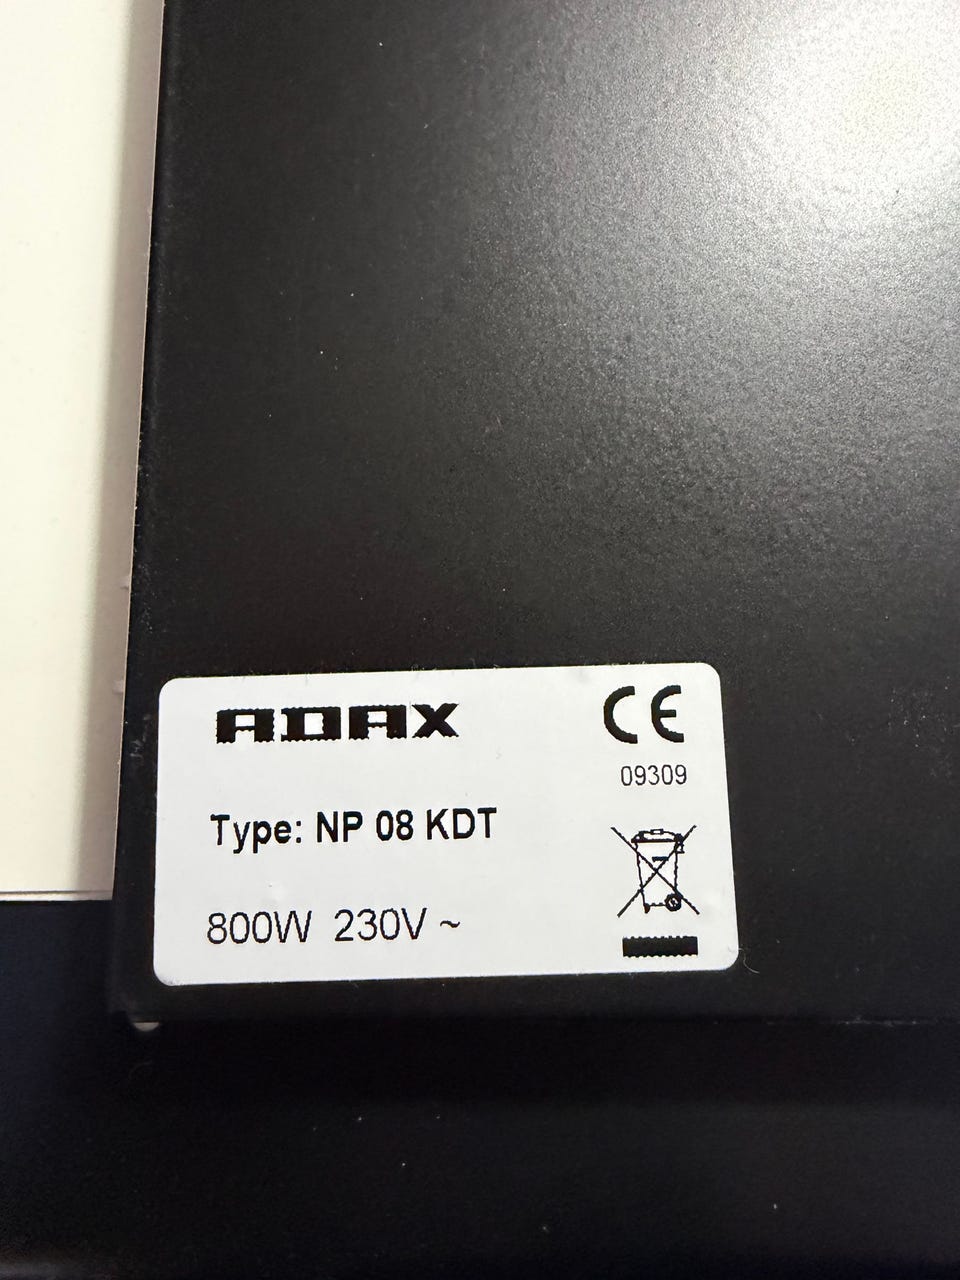 ADAX
CE
09309
Type: NP 08 KDT
800W 230V ~